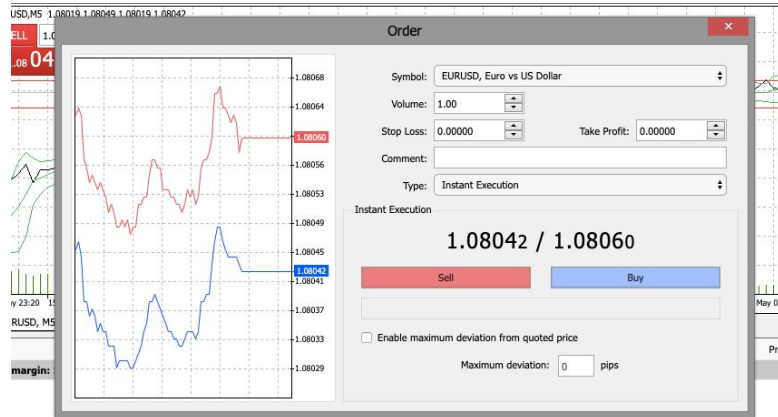 USD,M5 1.08019 1.08049 1.08019 1.08042
Order
ELL
1.08 04
Symbol: EURUSD, Euro vs US Dollar
Volume: 1.00
Stop Loss: 0.00000 Take Profit: 0.00000
Comment:
Type: Instant Execution
Instant Execution
1.08042 / 1.08060
Sell Buy
Enable maximum deviation from quoted price
Maximum deviation: 0 pips
1.08068
1.08064
1.08060
1.08056
1.08053
1.08049
1.08045
1.08042
1.08041
1.08037
1.08033
1.08029
y 23:20
RUSD, M5
margin:
May 0
Pr